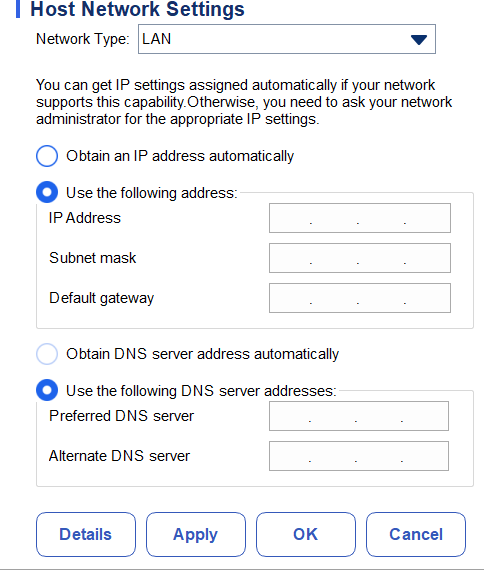 Host Network Settings
Network Type: LAN
You can get IP settings assigned automatically if your network
supports this capability.Otherwise, you need to ask your network
administrator for the appropriate IP settings.
Obtain an IP address automatically
Use the following address:
IP Address . . .
Subnet mask . . .
Default gateway . . .
Obtain DNS server address automatically
Use the following DNS server addresses:
Preferred DNS server . . .
Alternate DNS server . . .
Details Apply OK Cancel